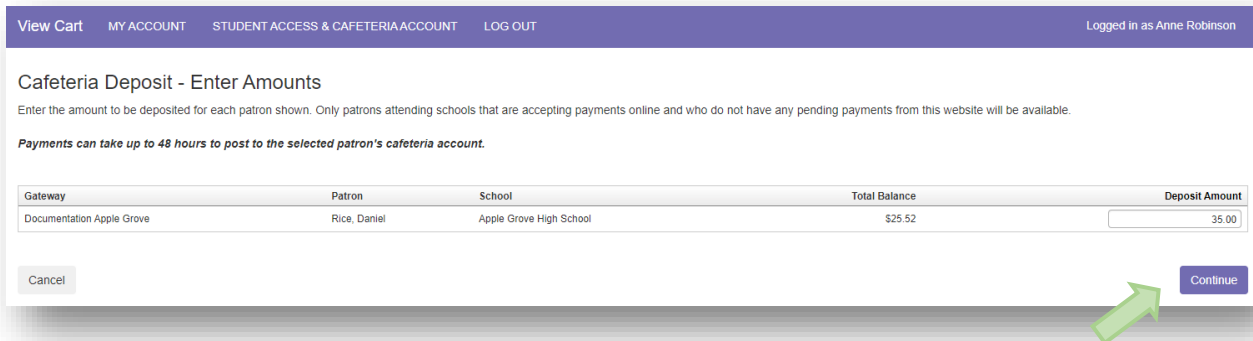 View Cart MY ACCOUNT STUDENT ACCESS & CAFETERIA ACCOUNT LOG OUT Logged in as Anne Robinson
Cafeteria Deposit - Enter Amounts
Enter the amount to be deposited for each patron shown. Only patrons attending schools that are accepting payments online and who do not have any pending payments from this website will be available.
Payments can take up to 48 hours to post to the selected patron's cafeteria account.
Gateway Patron School Total Balance Deposit Amount
Documentation Apple Grove Rice, Daniel Apple Grove High School $25.52 35.00
Cancel Continue